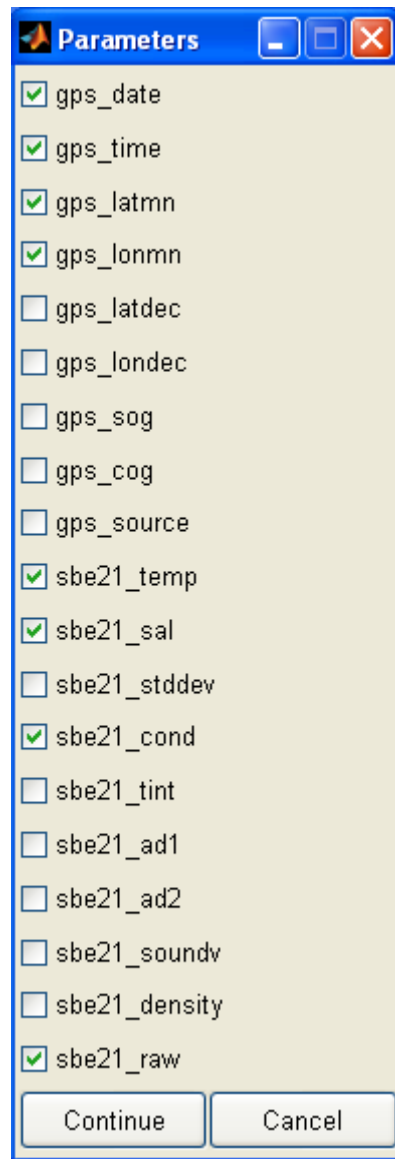 Parameters
gps_date
gps_time
gps_latmn
gps_lonmn
gps_latdec
gps_londec
gps_sog
gps_cog
gps_source
sbe21_temp
sbe21_sal
sbe21_stddev
sbe21_cond
sbe21_tint
sbe21_ad1
sbe21_ad2
sbe21_soundv
sbe21_density
sbe21_raw
Continue Cancel